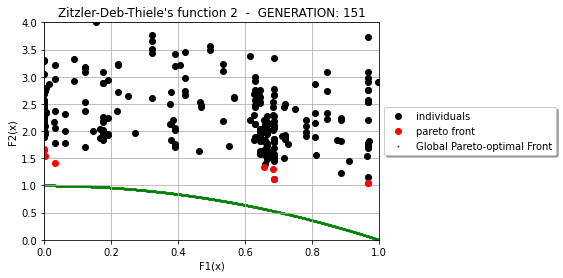 Zitzler-Deb-Thiele's function 2 - GENERATION: 151
4.0
3.5
3.0
2.5
2.0
1.5
1.0
0.5
0.0
F2(x)
0.0 0.2 0.4 0.6 0.8 1.0
F1(x)
individuals
pareto front
Global Pareto-optimal Front